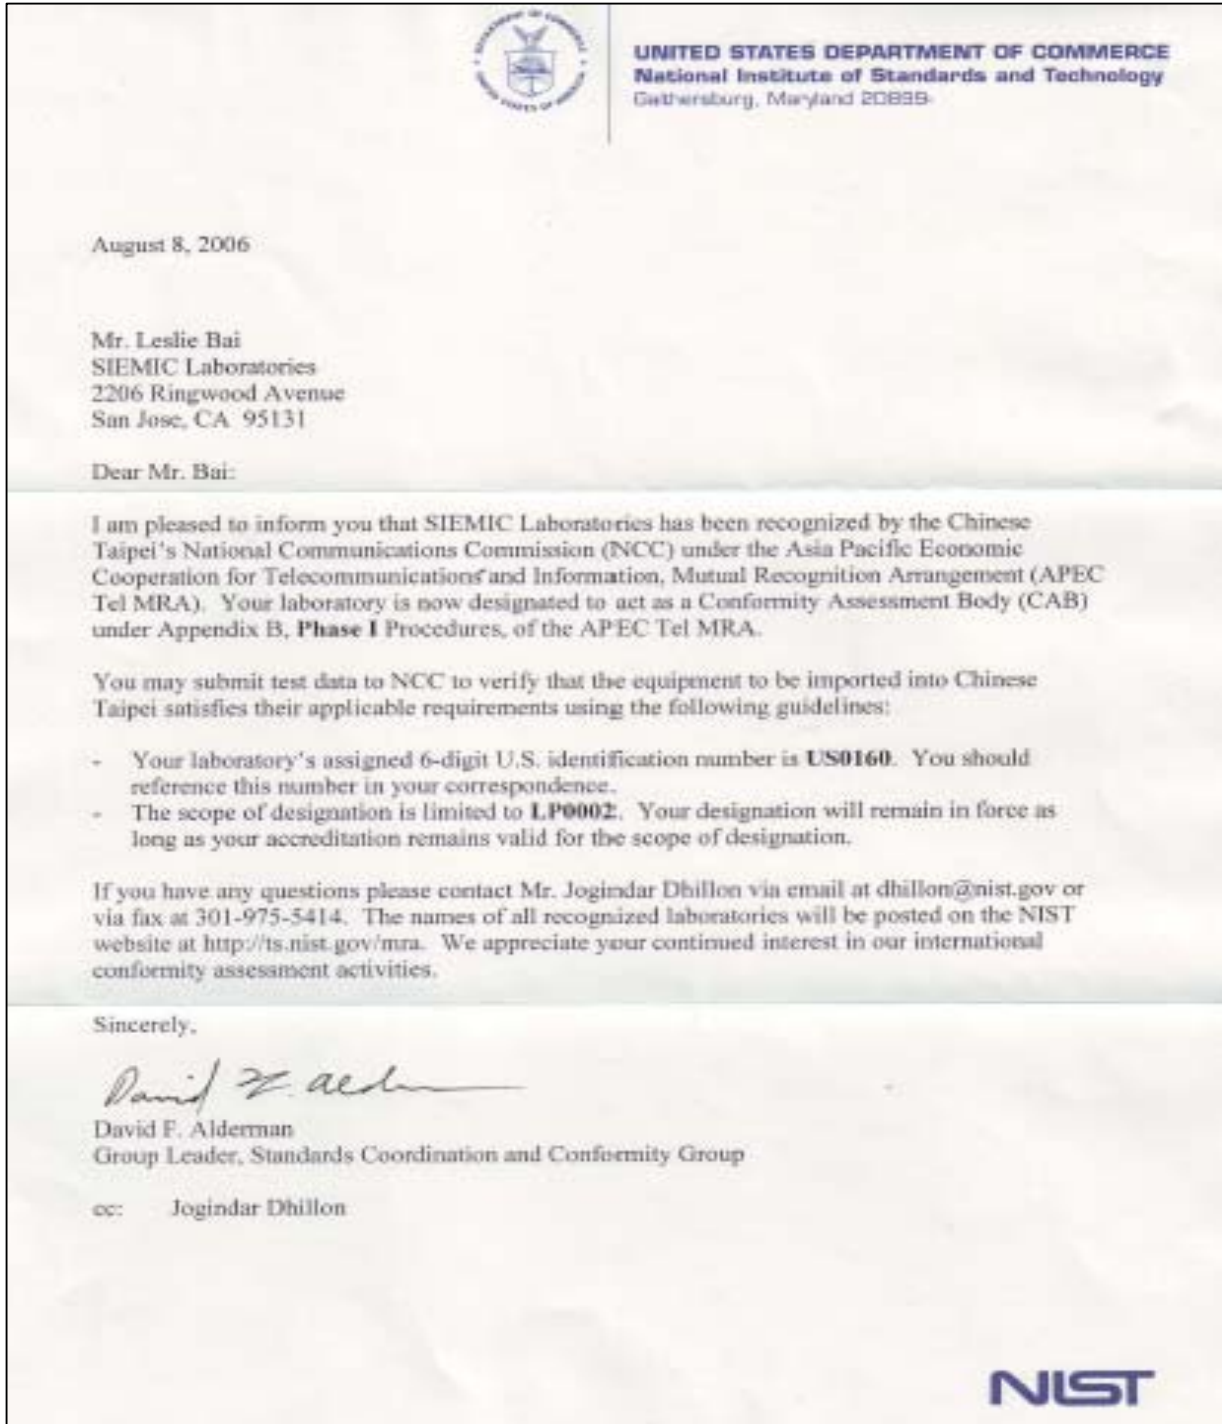 DEPARTMENT OF COMMERCE
UNITED STATES OF AMERICA
UNITED STATES DEPARTMENT OF COMMERCE
National Institute of Standards and Technology
Gaithersburg, Maryland 20899-
August 8, 2006
Mr. Leslie Bai
SIEMIC Laboratories
2206 Ringwood Avenue
San Jose, CA 95131
Dear Mr. Bai:
I am pleased to inform you that SIEMIC Laboratories has been recognized by the Chinese
Taipei's National Communications Commission (NCC) under the Asia Pacific Economic
Cooperation for Telecommunications and Information, Mutual Recognition Arrangement (APEC
Tel MRA). Your laboratory is now designated to act as a Conformity Assessment Body (CAB)
under Appendix B, Phase I Procedures, of the APEC Tel MRA.
You may submit test data to NCC to verify that the equipment to be imported into Chinese
Taipei satisfies their applicable requirements using the following guidelines:
- Your laboratory's assigned 6-digit U.S. identification number is US0160. You should
reference this number in your correspondence.
- The scope of designation is limited to LP0002. Your designation will remain in force as
long as your accreditation remains valid for the scope of designation.
If you have any questions please contact Mr. Jogindar Dhillon via email at dhillon@nist.gov or
via fax at 301-975-5414. The names of all recognized laboratories will be posted on the NIST
website at http://ts.nist.gov/mra. We appreciate your continued interest in our international
conformity assessment activities.
Sincerely,
David F. Alderman
David F. Alderman
Group Leader, Standards Coordination and Conformity Group
cc: Jogindar Dhillon
NIST